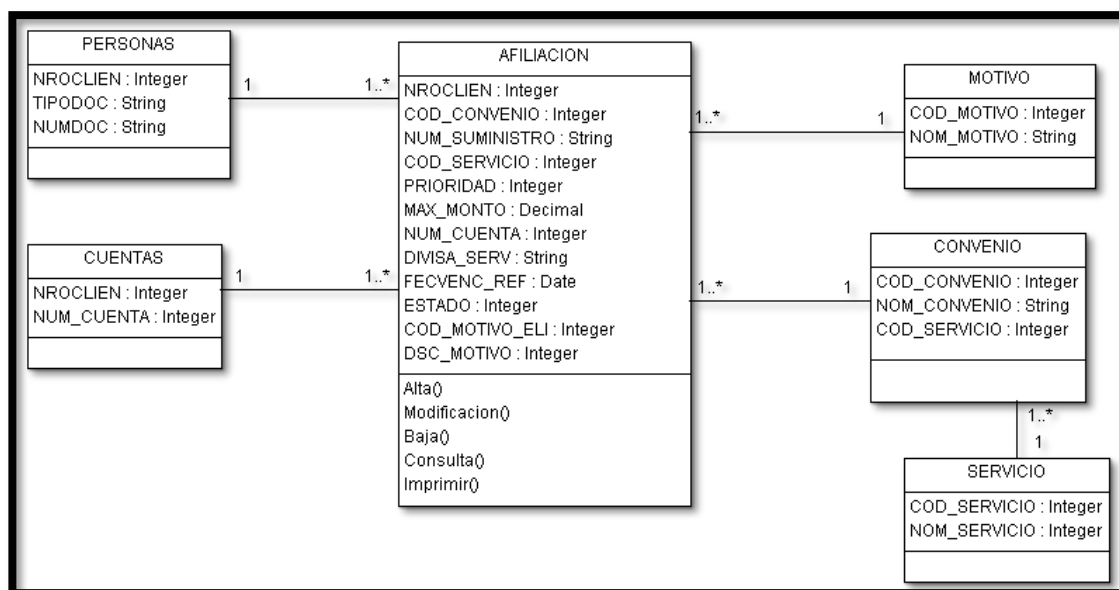 PERSONAS
NROCLIEN : Integer
TIPODOC : String
NUMDOC : String
1
1..*
CUENTAS
NROCLIEN : Integer
NUM_CUENTA : Integer
1
1..*
AFILIACION
NROCLIEN : Integer
COD_CONVENIO : Integer
NUM_SUMINISTRO : String
COD_SERVICIO : Integer
PRIORIDAD : Integer
MAX_MONTO : Decimal
NUM_CUENTA : Integer
DIVISA_SERV : String
FECVENC_REF : Date
ESTADO : Integer
COD_MOTIVO_ELI : Integer
DSC_MOTIVO : Integer
Alta()
Modificacion()
Baja()
Consulta()
Imprimir()
1..*
1
MOTIVO
COD_MOTIVO : Integer
NOM_MOTIVO : String
1..*
1
CONVENIO
COD_CONVENIO : Integer
NOM_CONVENIO : String
COD_SERVICIO : Integer
1..*
1
SERVICIO
COD_SERVICIO : Integer
NOM_SERVICIO : Integer